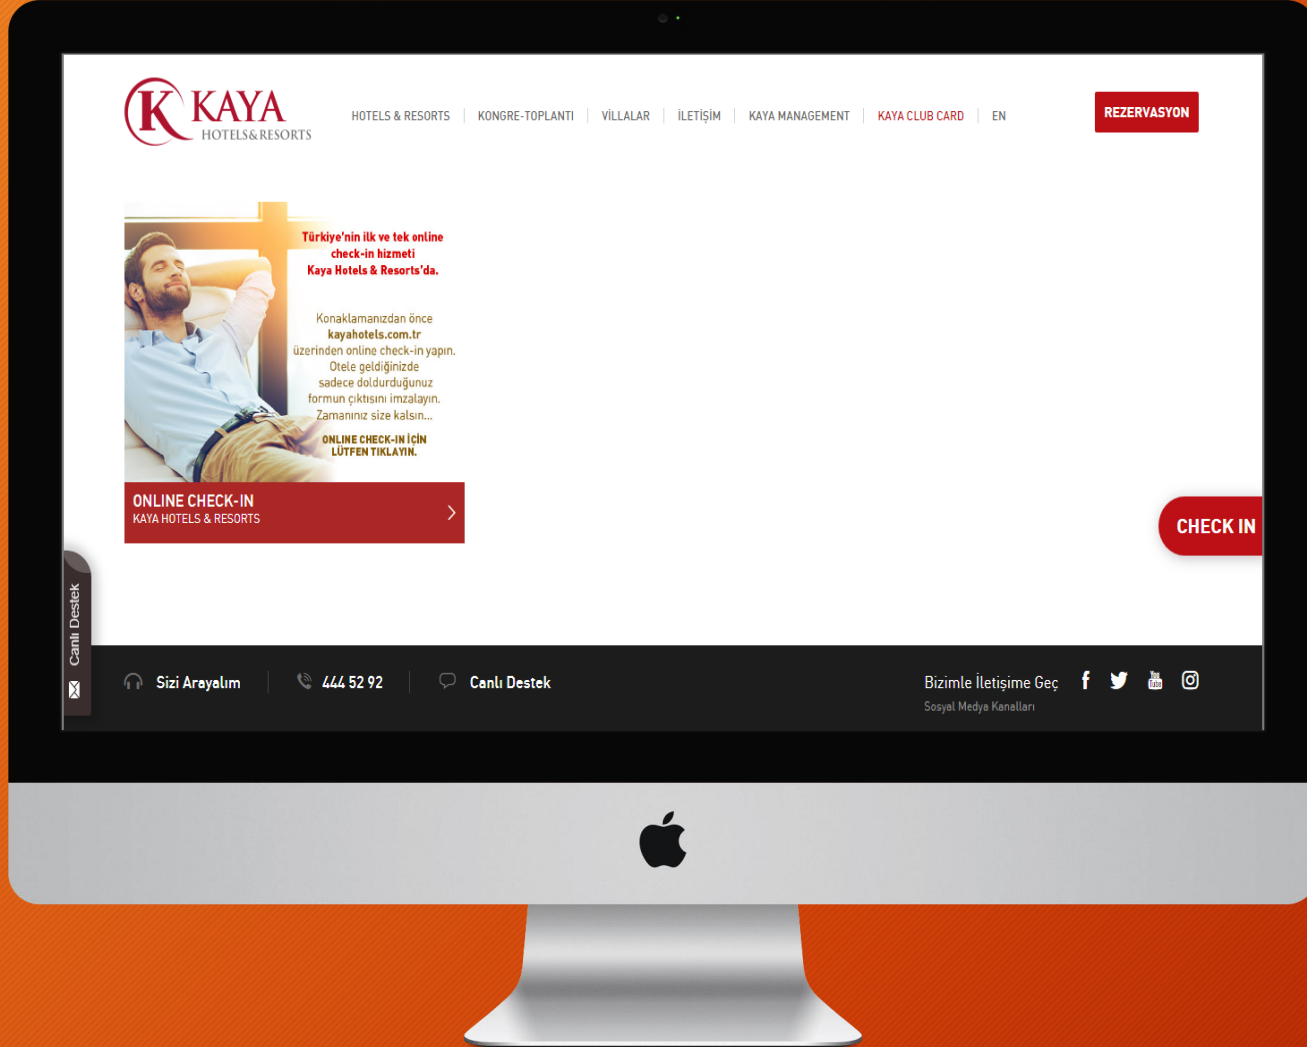 KAYA
HOTELS & RESORTS
HOTELS & RESORTS
KONGRE-TOPLANTI
VİLLALAR
İLETİŞİM
KAYA MANAGEMENT
KAYA CLUB CARD
EN
REZERVASYON
Türkiye'nin ilk ve tek online
check-in hizmeti
Kaya Hotels & Resorts'da.
Konaklamanızdan önce
kayahotels.com.tr
üzerinden online check-in yapın.
Otele geldiğinizde
sadece doldurduğunuz
formun çıktısını imzalayın.
Zamanınız size kalsın...
ONLINE CHECK-IN İÇİN
LÜTFEN TIKLAYIN.
ONLINE CHECK-IN
KAYA HOTELS & RESORTS
CHECK IN
Canlı Destek
Sizi Arayalım
444 52 92
Canlı Destek
Bizimle İletişime Geç
Sosyal Medya Kanalları
You
Tube